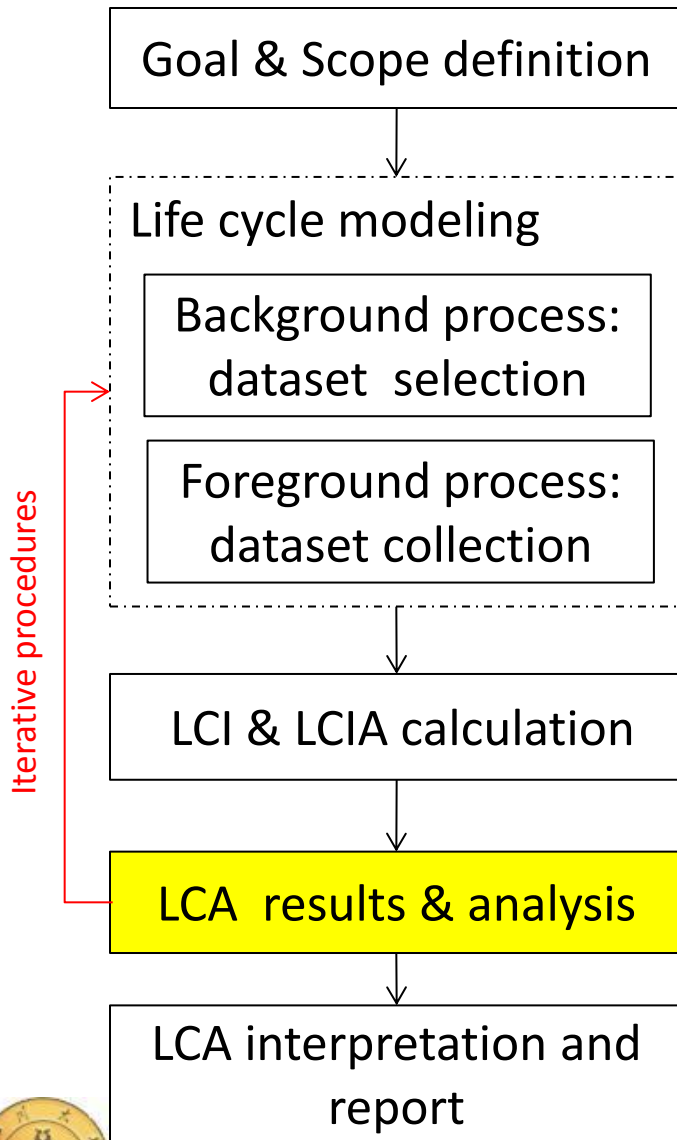 Goal & Scope definition
Life cycle modeling
Background process:
dataset selection
Foreground process:
dataset collection
Iterative procedures
LCI & LCIA calculation
LCA results & analysis
LCA interpretation and
report